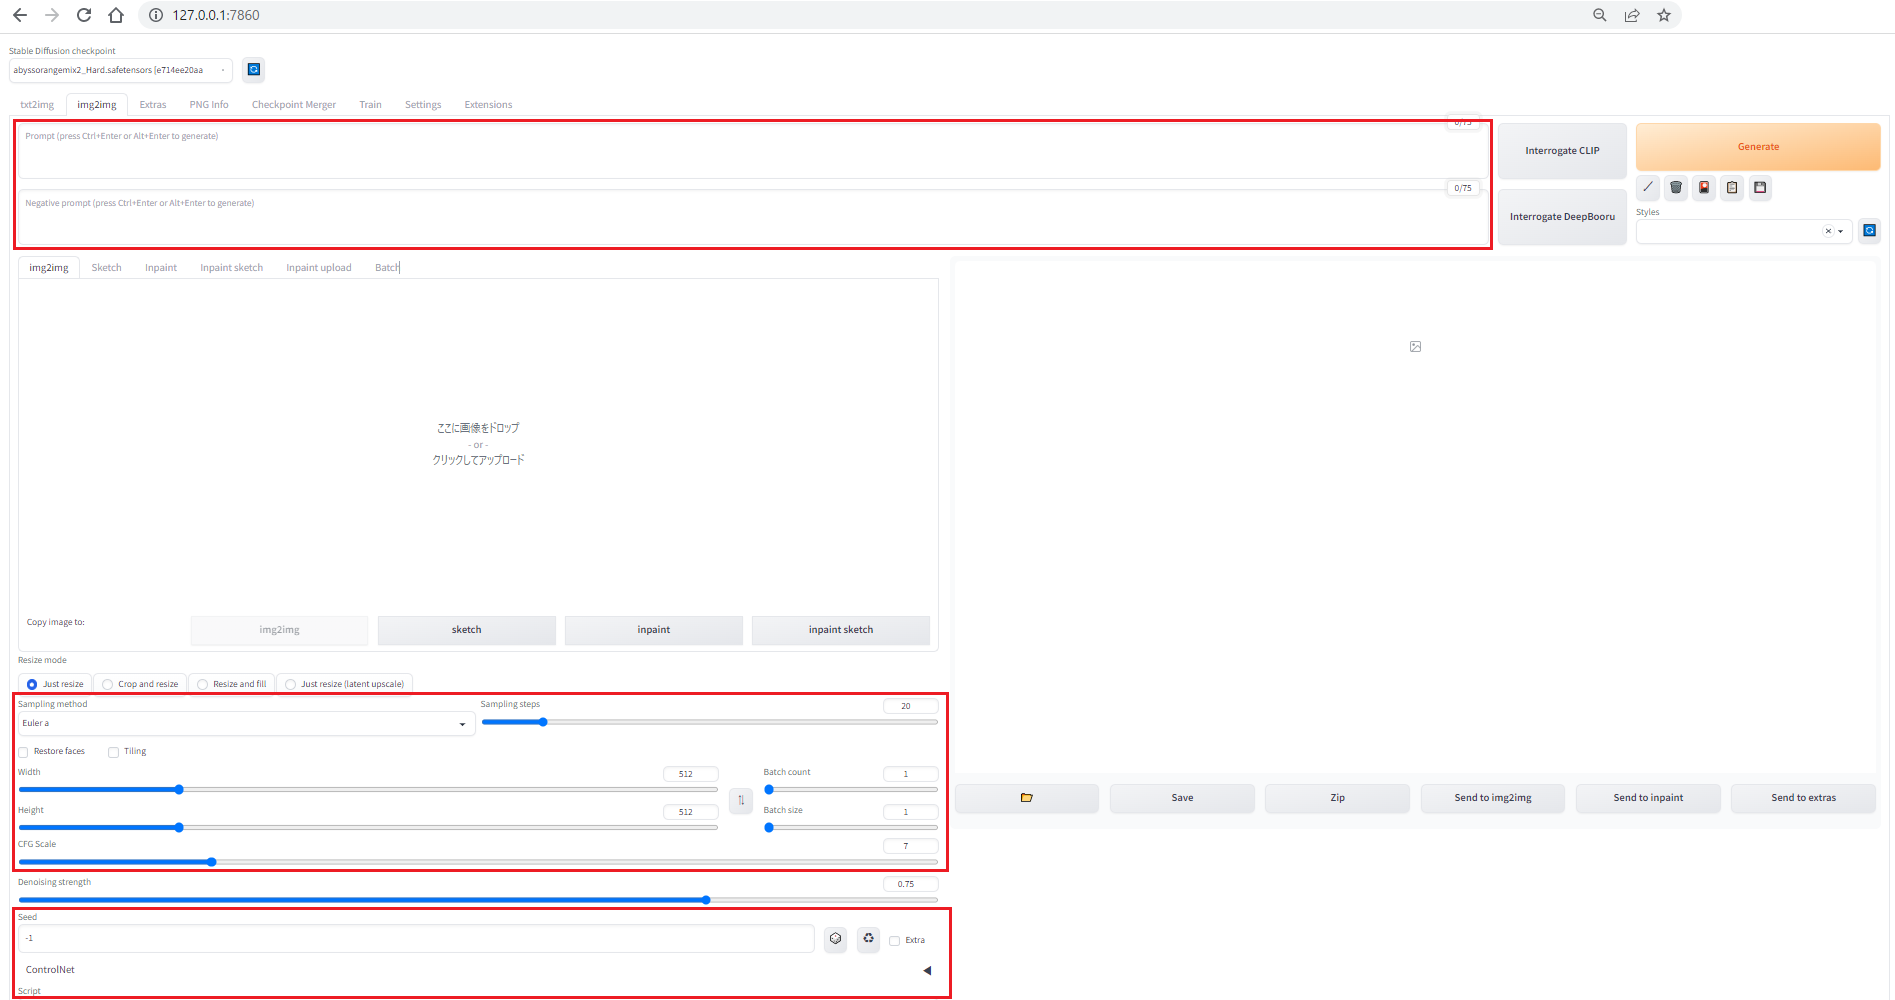 127.0.0.1:7860
Stable Diffusion checkpoint
abyssorangemix2_Hard.safetensors [e714ee20aa
txt2img img2img Extras PNG Info Checkpoint Merger Train Settings Extensions
Prompt (press Ctrl+Enter or Alt+Enter to generate)
0/75
Negative prompt (press Ctrl+Enter or Alt+Enter to generate)
0/75
Interrogate CLIP
Interrogate DeepBooru
Generate
Styles
img2img Sketch Inpaint Inpaint sketch Inpaint upload Batch
ここに画像をドロップ
- or -
クリックしてアップロード
Copy image to:
img2img sketch inpaint inpaint sketch
Resize mode
Just resize Crop and resize Resize and fill Just resize (latent upscale)
Sampling method
Euler a
Sampling steps
20
Restore faces Tiling
Width
512
Batch count
1
Height
512
Batch size
1
CFG Scale
7
Denoising strength
0.75
Seed
-1
Extra
ControlNet
Script
Save Zip Send to img2img Send to inpaint Send to extras